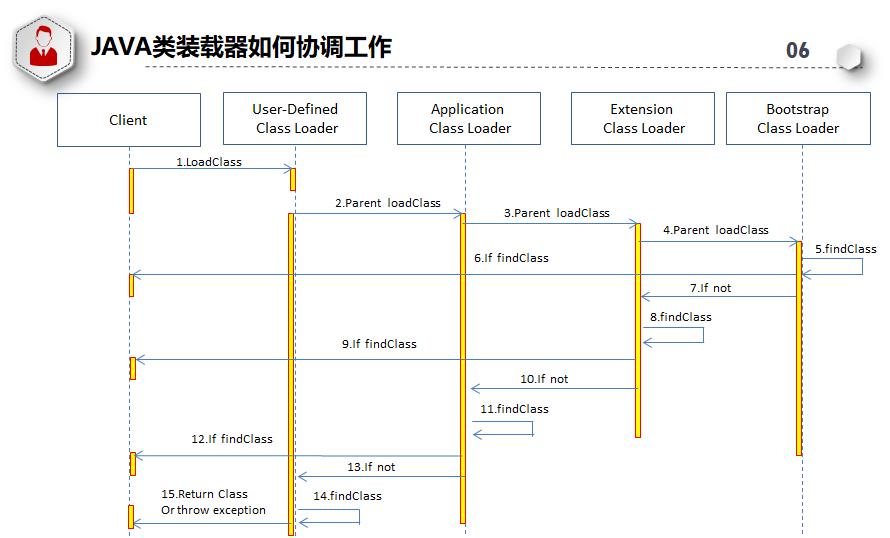 JAVA类装载器如何协调工作
06
Client
User-Defined
Class Loader
Application
Class Loader
Extension
Class Loader
Bootstrap
Class Loader
1.LoadClass
2.Parent loadClass
3.Parent loadClass
4.Parent loadClass
5.findClass
6.If findClass
7.If not
8.findClass
9.If findClass
10.If not
11.findClass
12.If findClass
13.If not
14.findClass
15.Return Class
Or throw exception